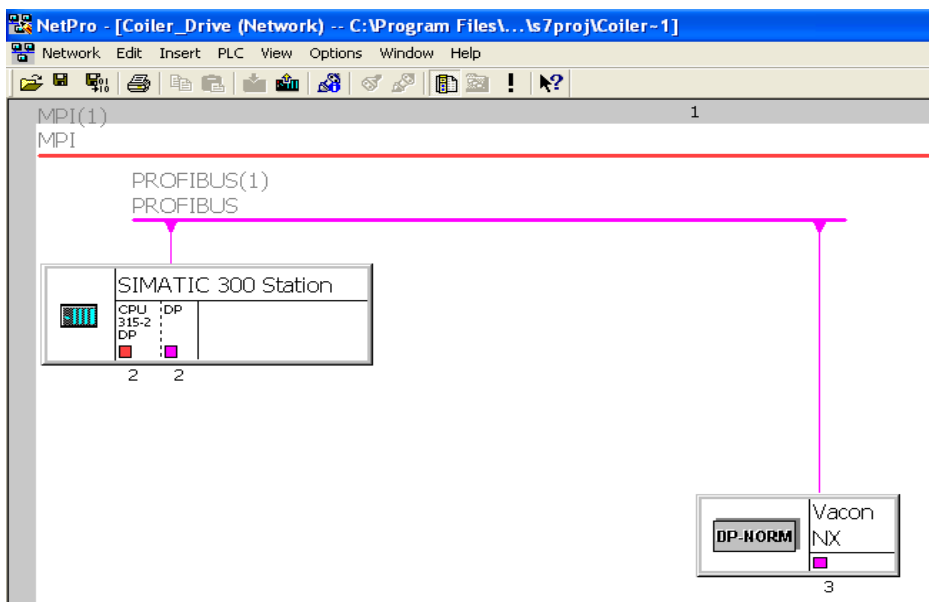 NetPro - [Coiler_Drive (Network) -- C:\Program Files\...\s7proj\Coiler~1]
Network Edit Insert PLC View Options Window Help
MPI(1)
1
MPI
PROFIBUS(1)
PROFIBUS
SIMATIC 300 Station
CPU DP
315-2
DP
2 2
Vacon
DP-NORM NX
3